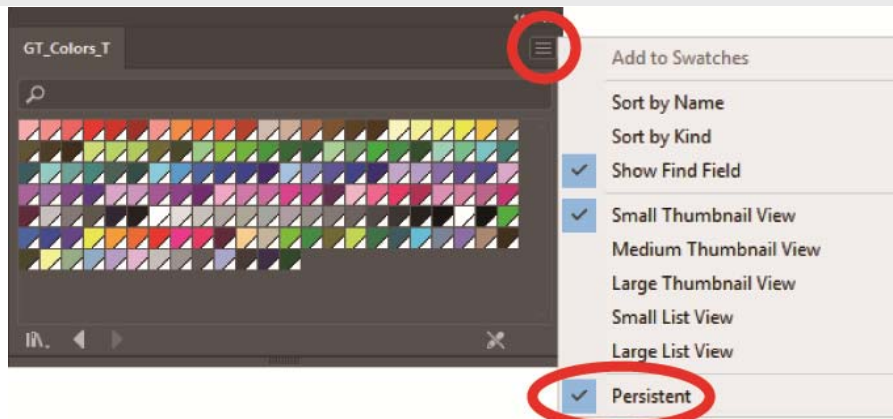 GT_Colors_T
Add to Swatches
Sort by Name
Sort by Kind
Show Find Field
Small Thumbnail View
Medium Thumbnail View
Large Thumbnail View
Small List View
Large List View
Persistent